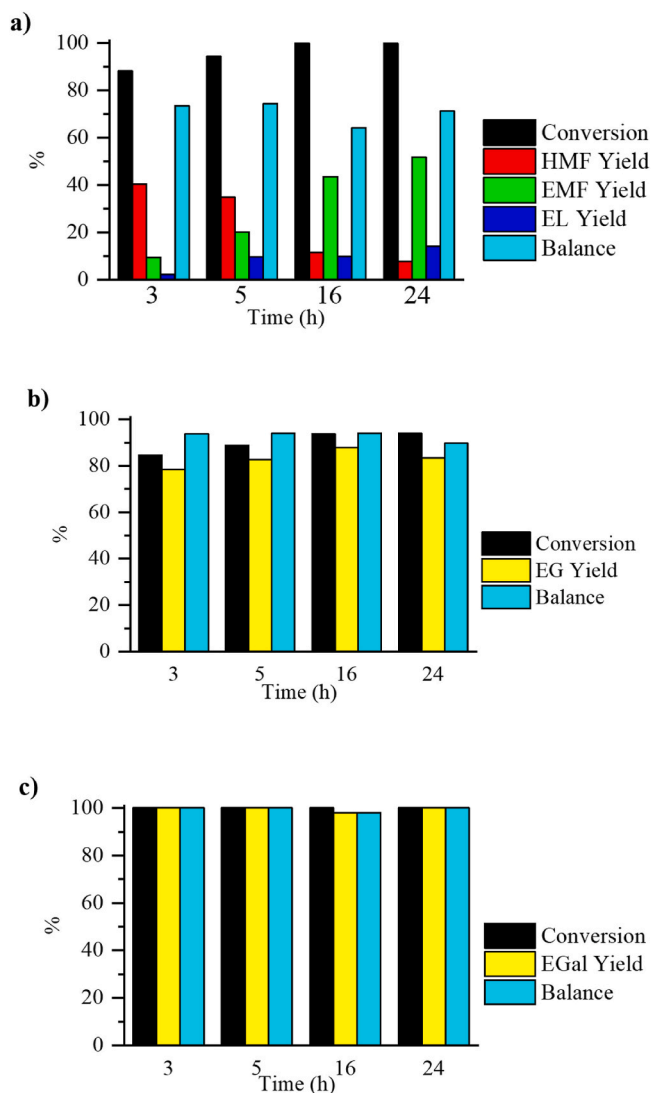 a)
100
80
60
40
20
0
%
3 5 16 24
Time (h)
Conversion
HMF Yield
EMF Yield
EL Yield
Balance
b)
100
80
60
40
20
0
%
3 5 16 24
Time (h)
Conversion
EG Yield
Balance
c)
100
80
60
40
20
0
%
3 5 16 24
Time (h)
Conversion
EGal Yield
Balance